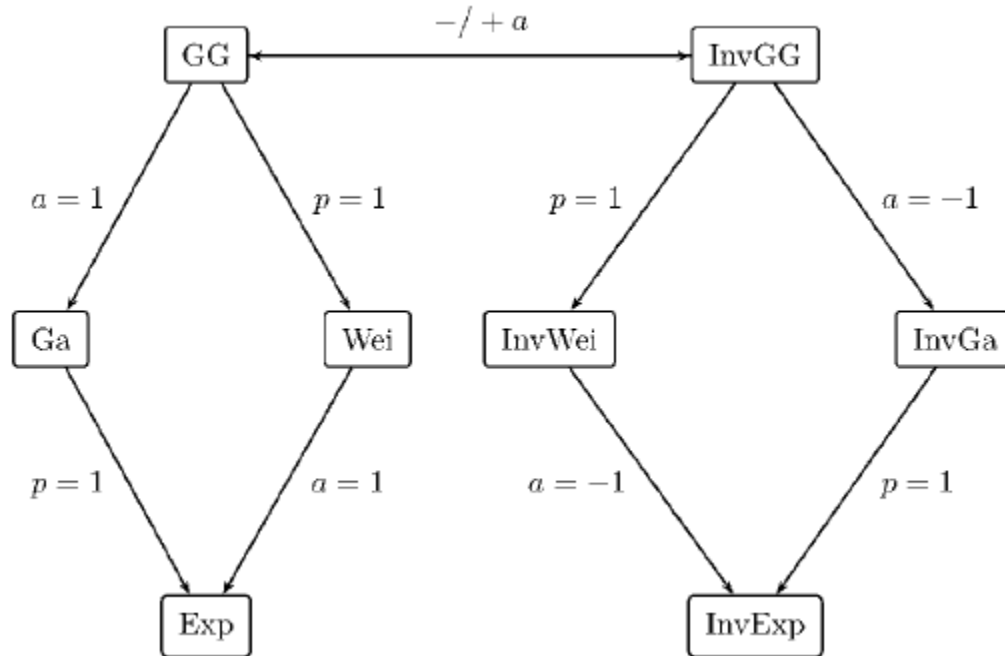 −/ + a
GG
InvGG
a = 1
p = 1
p = 1
a = −1
Ga
Wei
InvWei
InvGa
p = 1
a = 1
a = −1
p = 1
Exp
InvExp